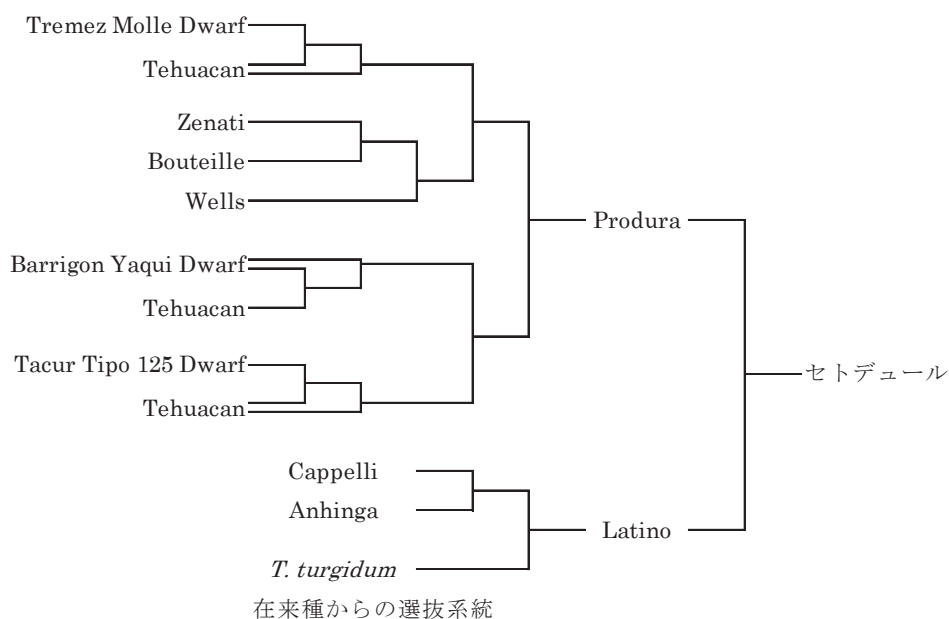 Tremez Molle Dwarf
Tehuacan
Zenati
Bouteille
Wells
Produra
Barrigon Yaqui Dwarf
Tehuacan
Tacur Tipo 125 Dwarf
セトデュール
Tehuacan
Cappelli
Anhinga
Latino
T. turgidum
在来種からの選抜系統